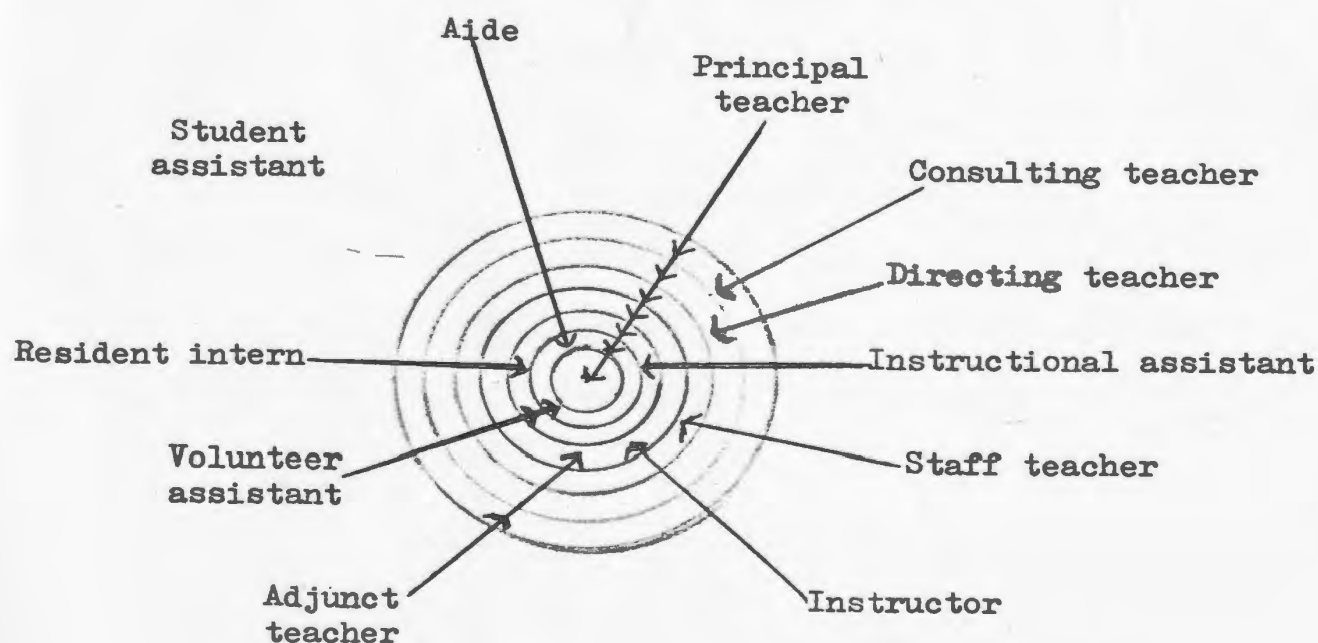 Aide
Principal
teacher
Student
assistant
Consulting teacher
Directing teacher
Resident intern
Instructional assistant
Volunteer
assistant
Staff teacher
Adjunct
teacher
Instructor